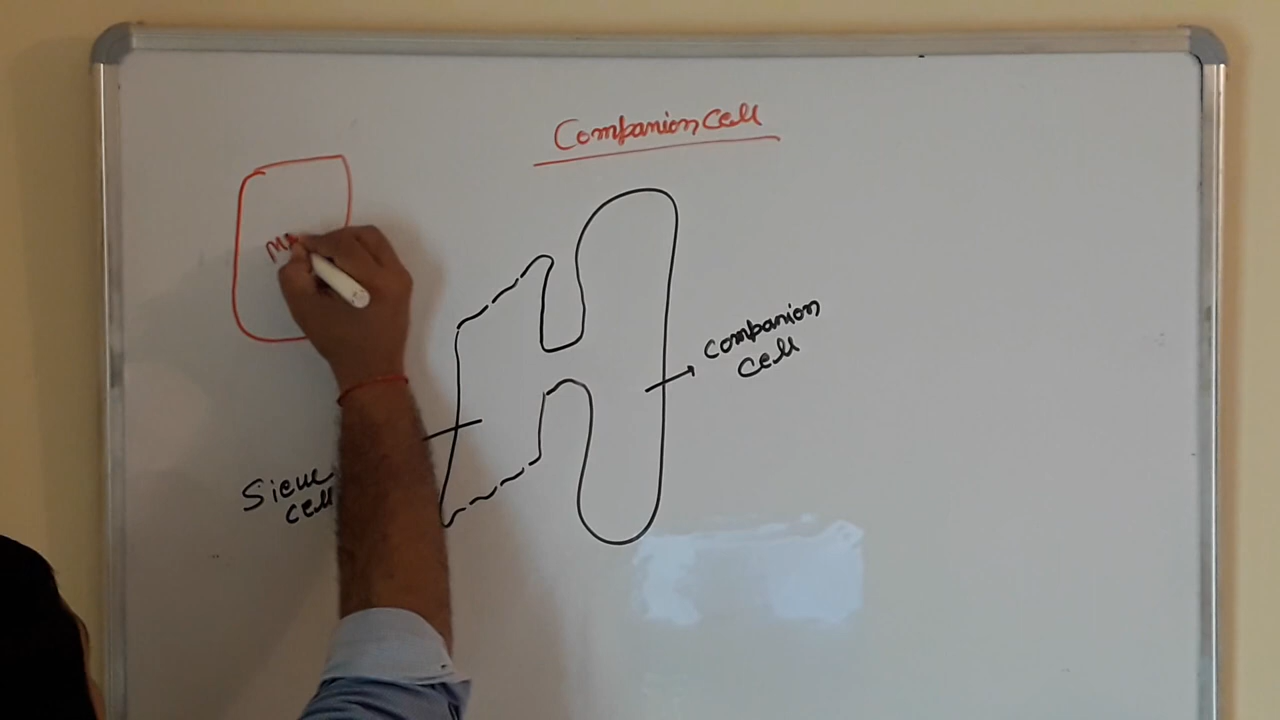 Companion Cell
companion
cell
Sieve
cell